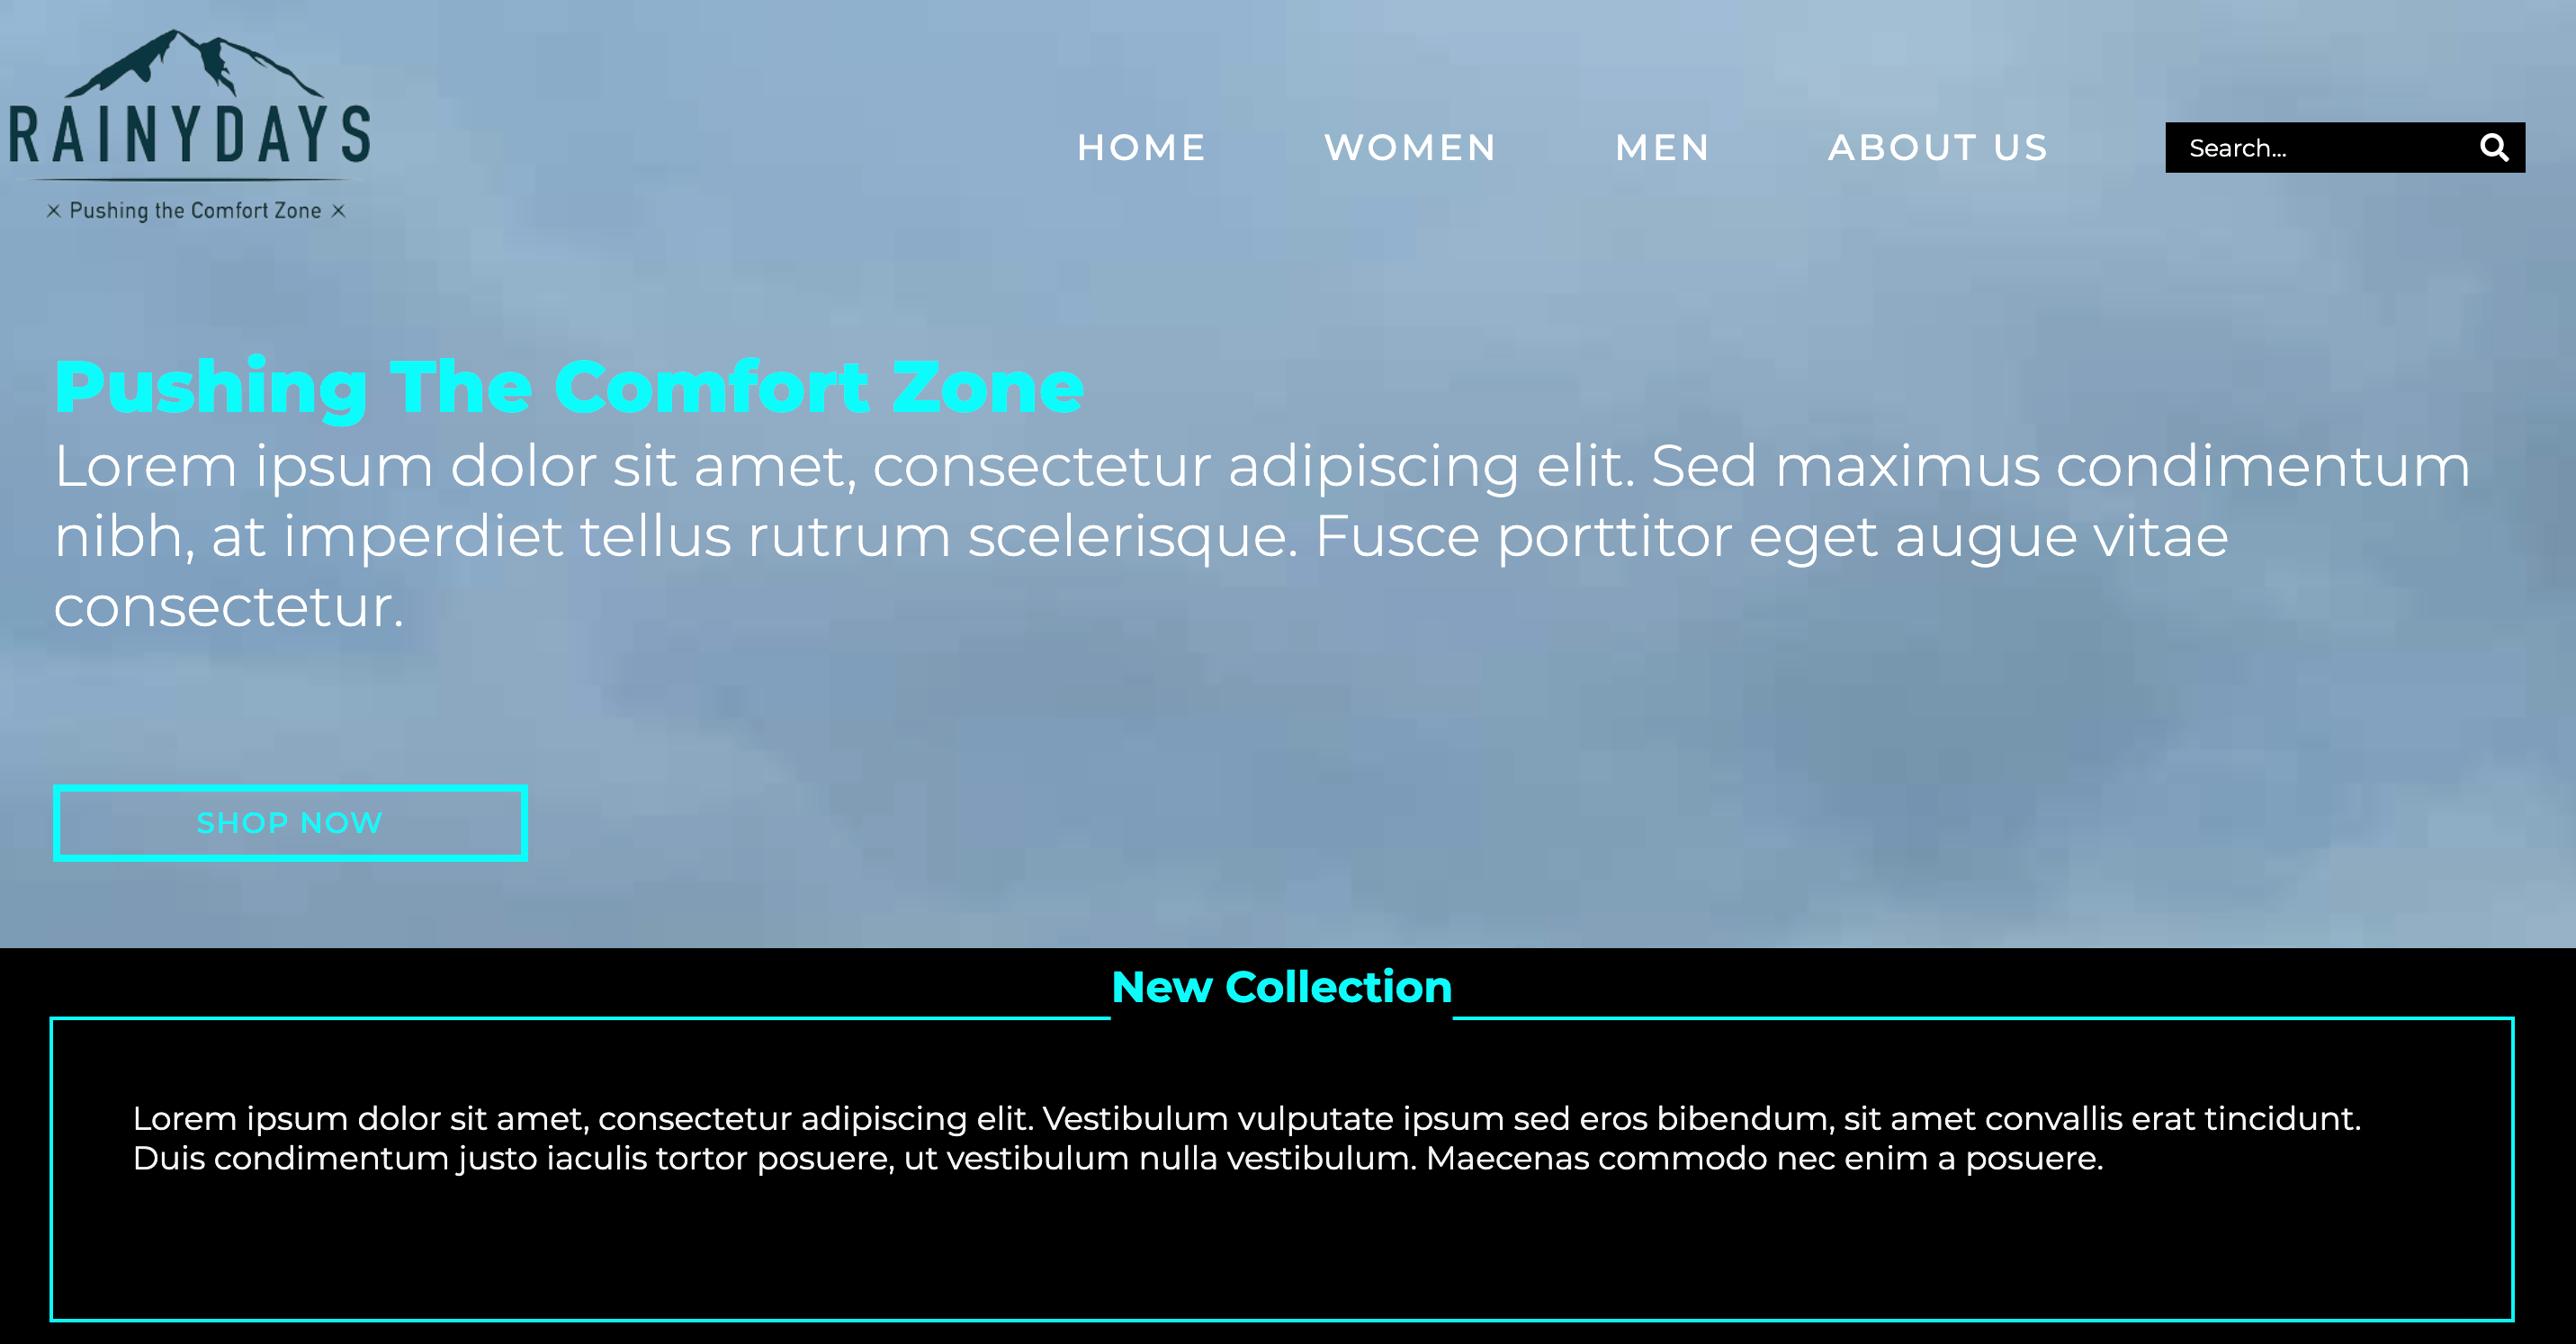 RAINYDAYS
× Pushing the Comfort Zone ×
HOME WOMEN MEN ABOUT US Search...
Pushing The Comfort Zone
Lorem ipsum dolor sit amet, consectetur adipiscing elit. Sed maximus condimentum
nibh, at imperdiet tellus rutrum scelerisque. Fusce porttitor eget augue vitae
consectetur.
SHOP NOW
New Collection
Lorem ipsum dolor sit amet, consectetur adipiscing elit. Vestibulum vulputate ipsum sed eros bibendum, sit amet convallis erat tincidunt.
Duis condimentum justo iaculis tortor posuere, ut vestibulum nulla vestibulum. Maecenas commodo nec enim a posuere.